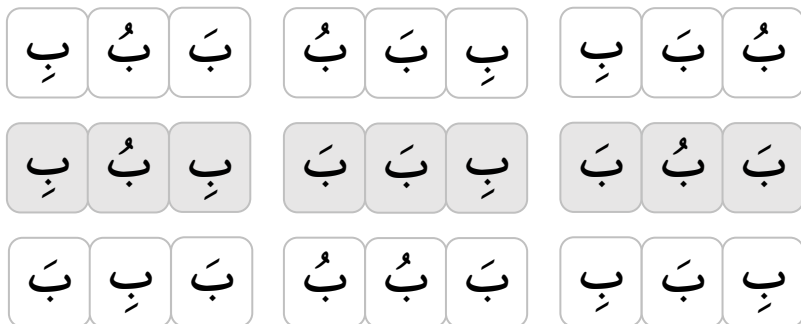 بُ بَ بِ بِ بَ بُ بَ بُ بِ
بَ بُ بَ بِ بَ بَ بِ بُ بِ
بِ بَ بِ بَ بُ بُ بَ بِ بَ